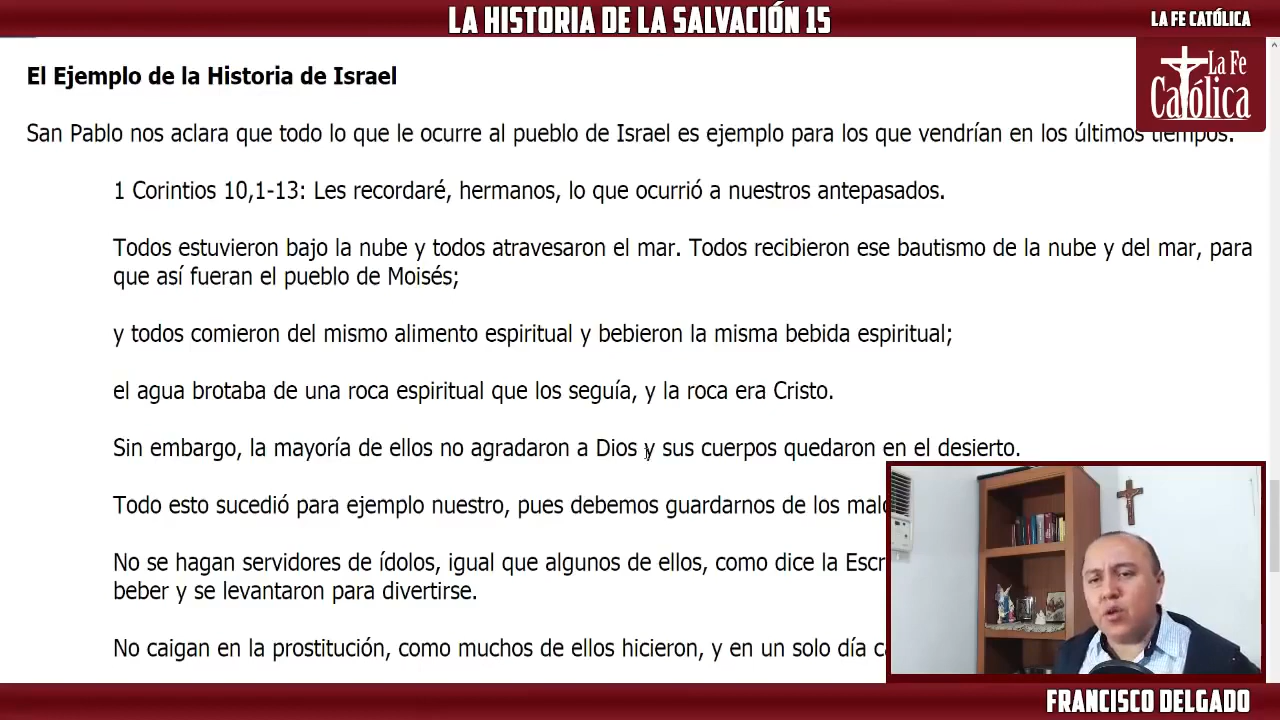 LA HISTORIA DE LA SALVACIÓN 15
LA FE CATÓLICA
La Fe
Católica
El Ejemplo de la Historia de Israel
San Pablo nos aclara que todo lo que le ocurre al pueblo de Israel es ejemplo para los que vendrían en los últimos tiempos.
1 Corintios 10,1-13: Les recordaré, hermanos, lo que ocurrió a nuestros antepasados.
Todos estuvieron bajo la nube y todos atravesaron el mar. Todos recibieron ese bautismo de la nube y del mar, para
que así fueran el pueblo de Moisés;
y todos comieron del mismo alimento espiritual y bebieron la misma bebida espiritual;
el agua brotaba de una roca espiritual que los seguía, y la roca era Cristo.
Sin embargo, la mayoría de ellos no agradaron a Dios y sus cuerpos quedaron en el desierto.
Todo esto sucedió para ejemplo nuestro, pues debemos guardarnos de los
No se hagan servidores de ídolos, igual que algunos de ellos, como dice la
beber y se levantaron para divertirse.
No caigan en la prostitución, como muchos de ellos hicieron, y en un solo día
FRANCISCO DELGADO